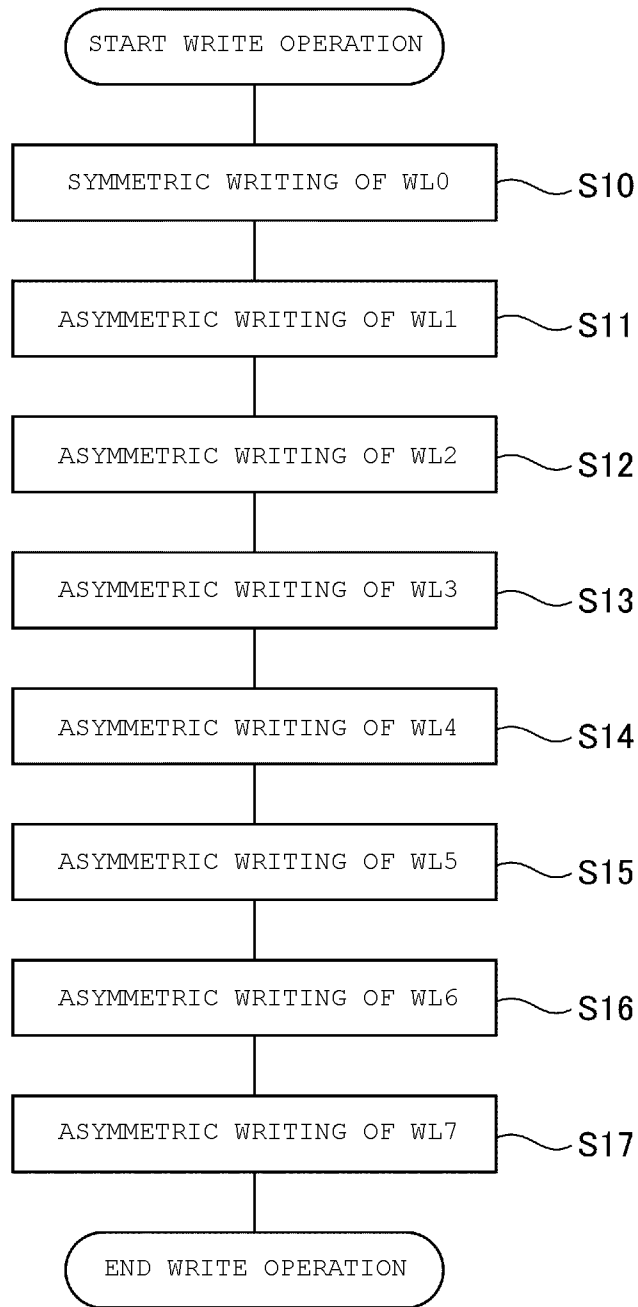 START WRITE OPERATION
SYMMETRIC WRITING OF WL0
S10
ASYMMETRIC WRITING OF WL1
S11
ASYMMETRIC WRITING OF WL2
S12
ASYMMETRIC WRITING OF WL3
S13
ASYMMETRIC WRITING OF WL4
S14
ASYMMETRIC WRITING OF WL5
S15
ASYMMETRIC WRITING OF WL6
S16
ASYMMETRIC WRITING OF WL7
S17
END WRITE OPERATION